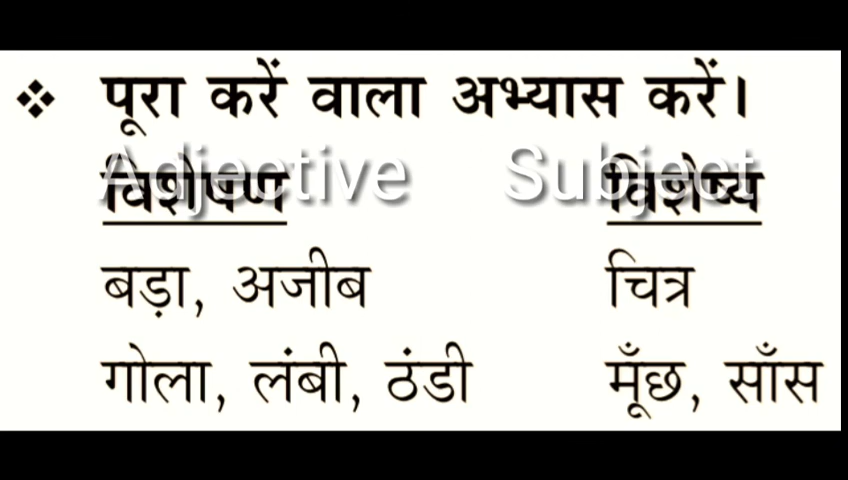 ❖ पूरा करें वाला अभ्यास करें।
Adjective Subject
विशेषण विशेष्य
बड़ा, अजीब चित्र
गोला, लंबी, ठंडी मूँछ, साँस